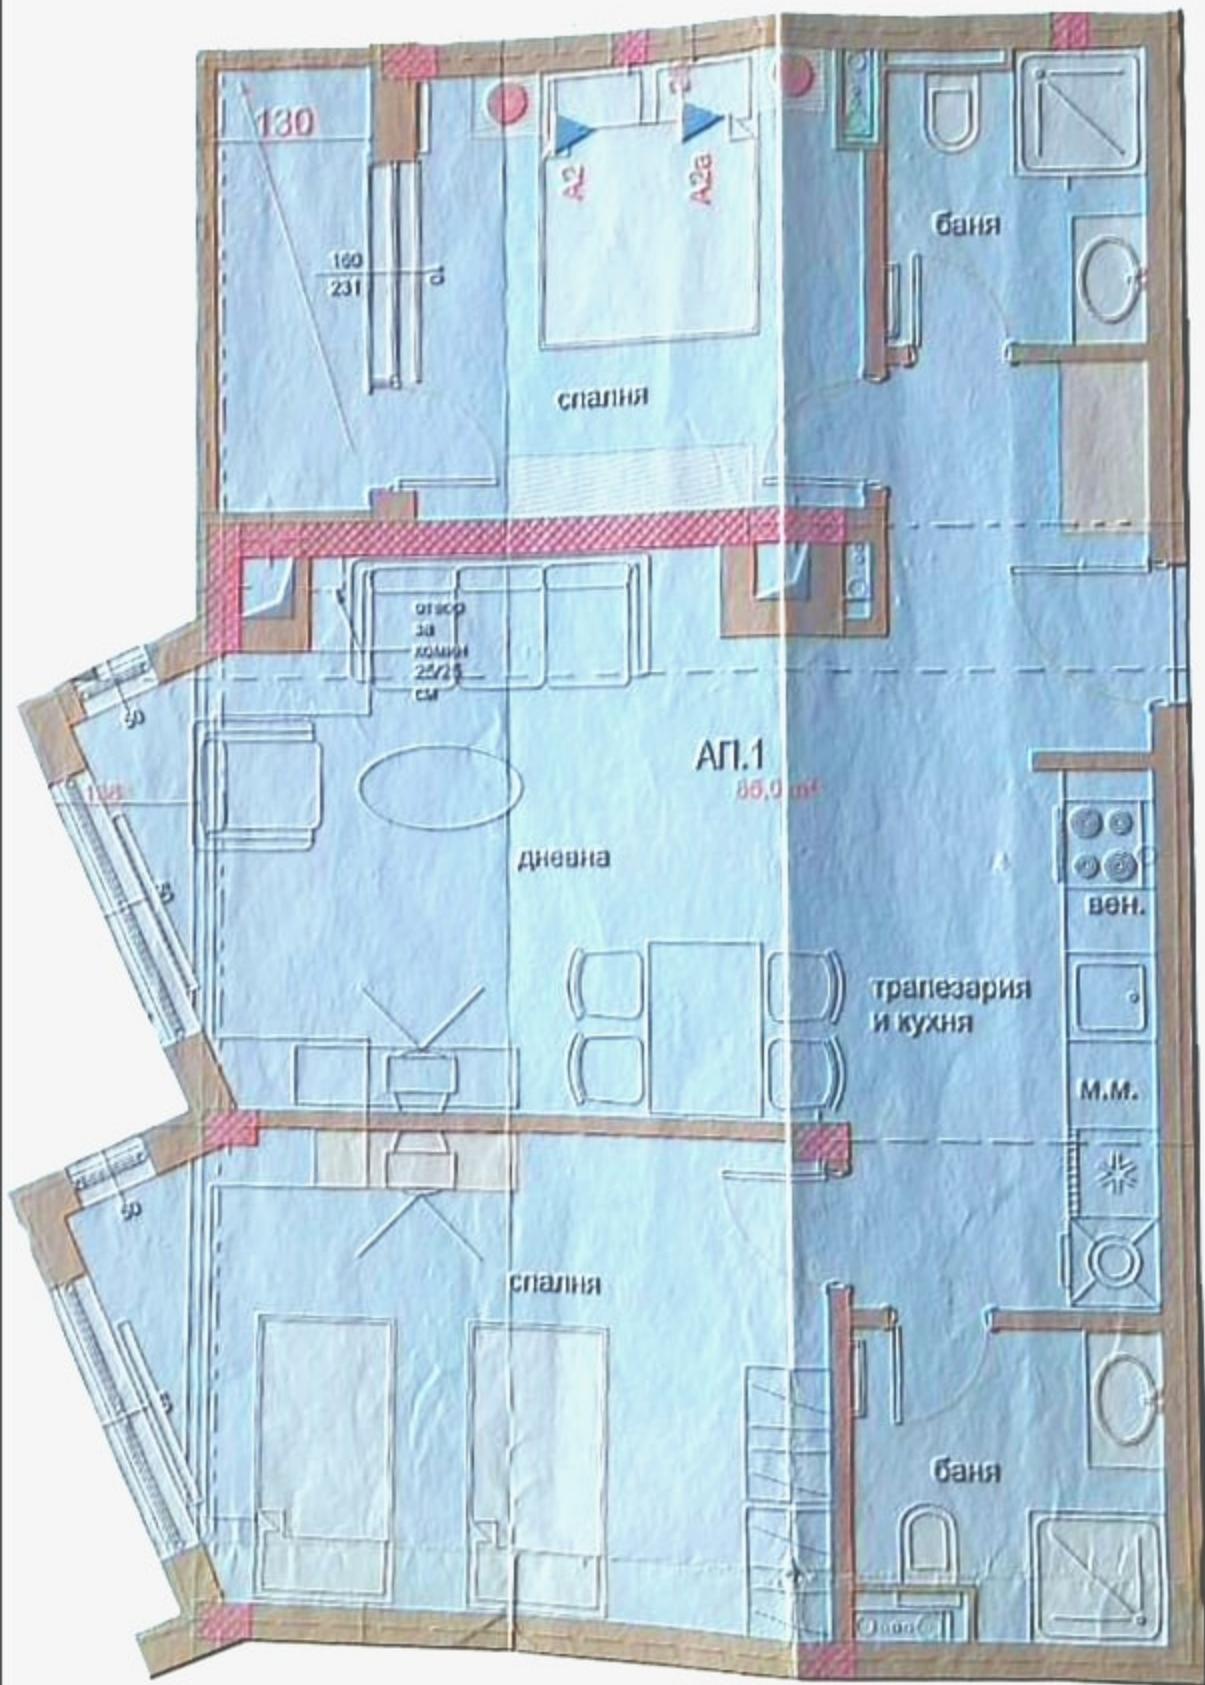 130
A2
A2a
баня
160
231
спалня
отвор
за
комин
25/25
см
50
АП.1
дневна
вен.
трапезария
и кухня
м.м.
50
спалня
баня